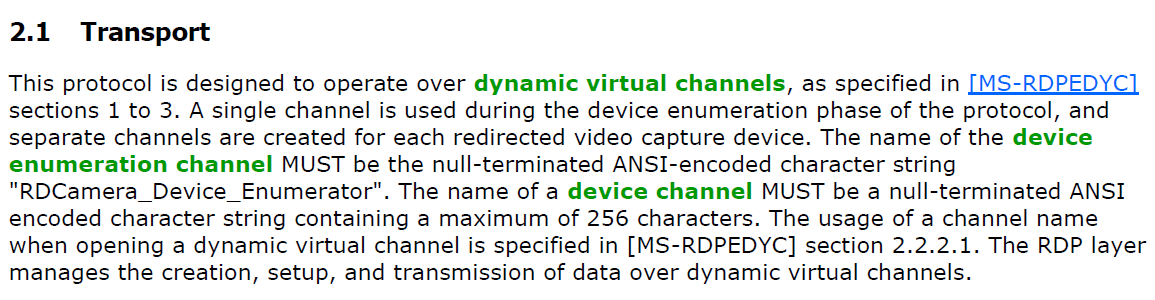 2.1 Transport
This protocol is designed to operate over dynamic virtual channels, as specified in [MS-RDPEDYC]
sections 1 to 3. A single channel is used during the device enumeration phase of the protocol, and
separate channels are created for each redirected video capture device. The name of the device
enumeration channel MUST be the null-terminated ANSI-encoded character string
"RDCamera_Device_Enumerator". The name of a device channel MUST be a null-terminated ANSI
encoded character string containing a maximum of 256 characters. The usage of a channel name
when opening a dynamic virtual channel is specified in [MS-RDPEDYC] section 2.2.2.1. The RDP layer
manages the creation, setup, and transmission of data over dynamic virtual channels.